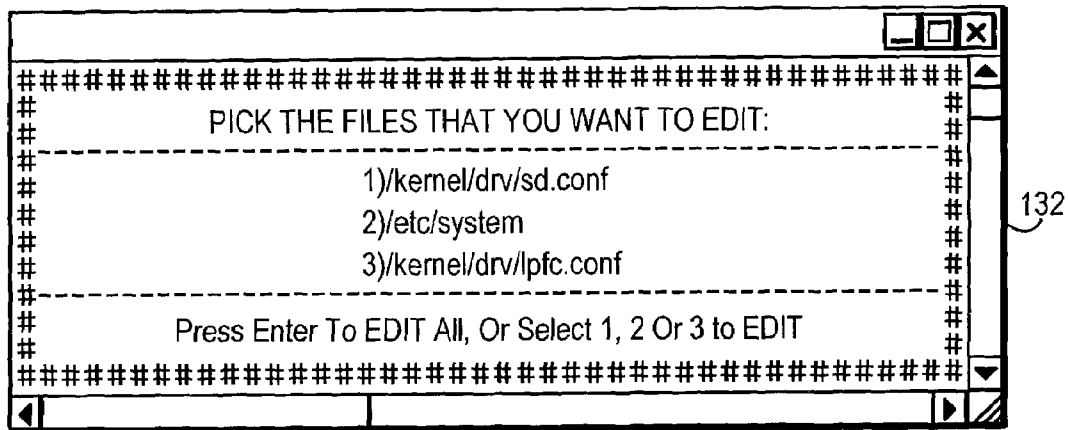 ##########################################
# PICK THE FILES THAT YOU WANT TO EDIT: #
#------------------------------------------#
# 1)/kernel/drv/sd.conf #
# 2)/etc/system #
# 3)/kernel/drv/lpfc.conf #
#------------------------------------------#
# Press Enter To EDIT All, Or Select 1, 2 Or 3 to EDIT #
##########################################
132